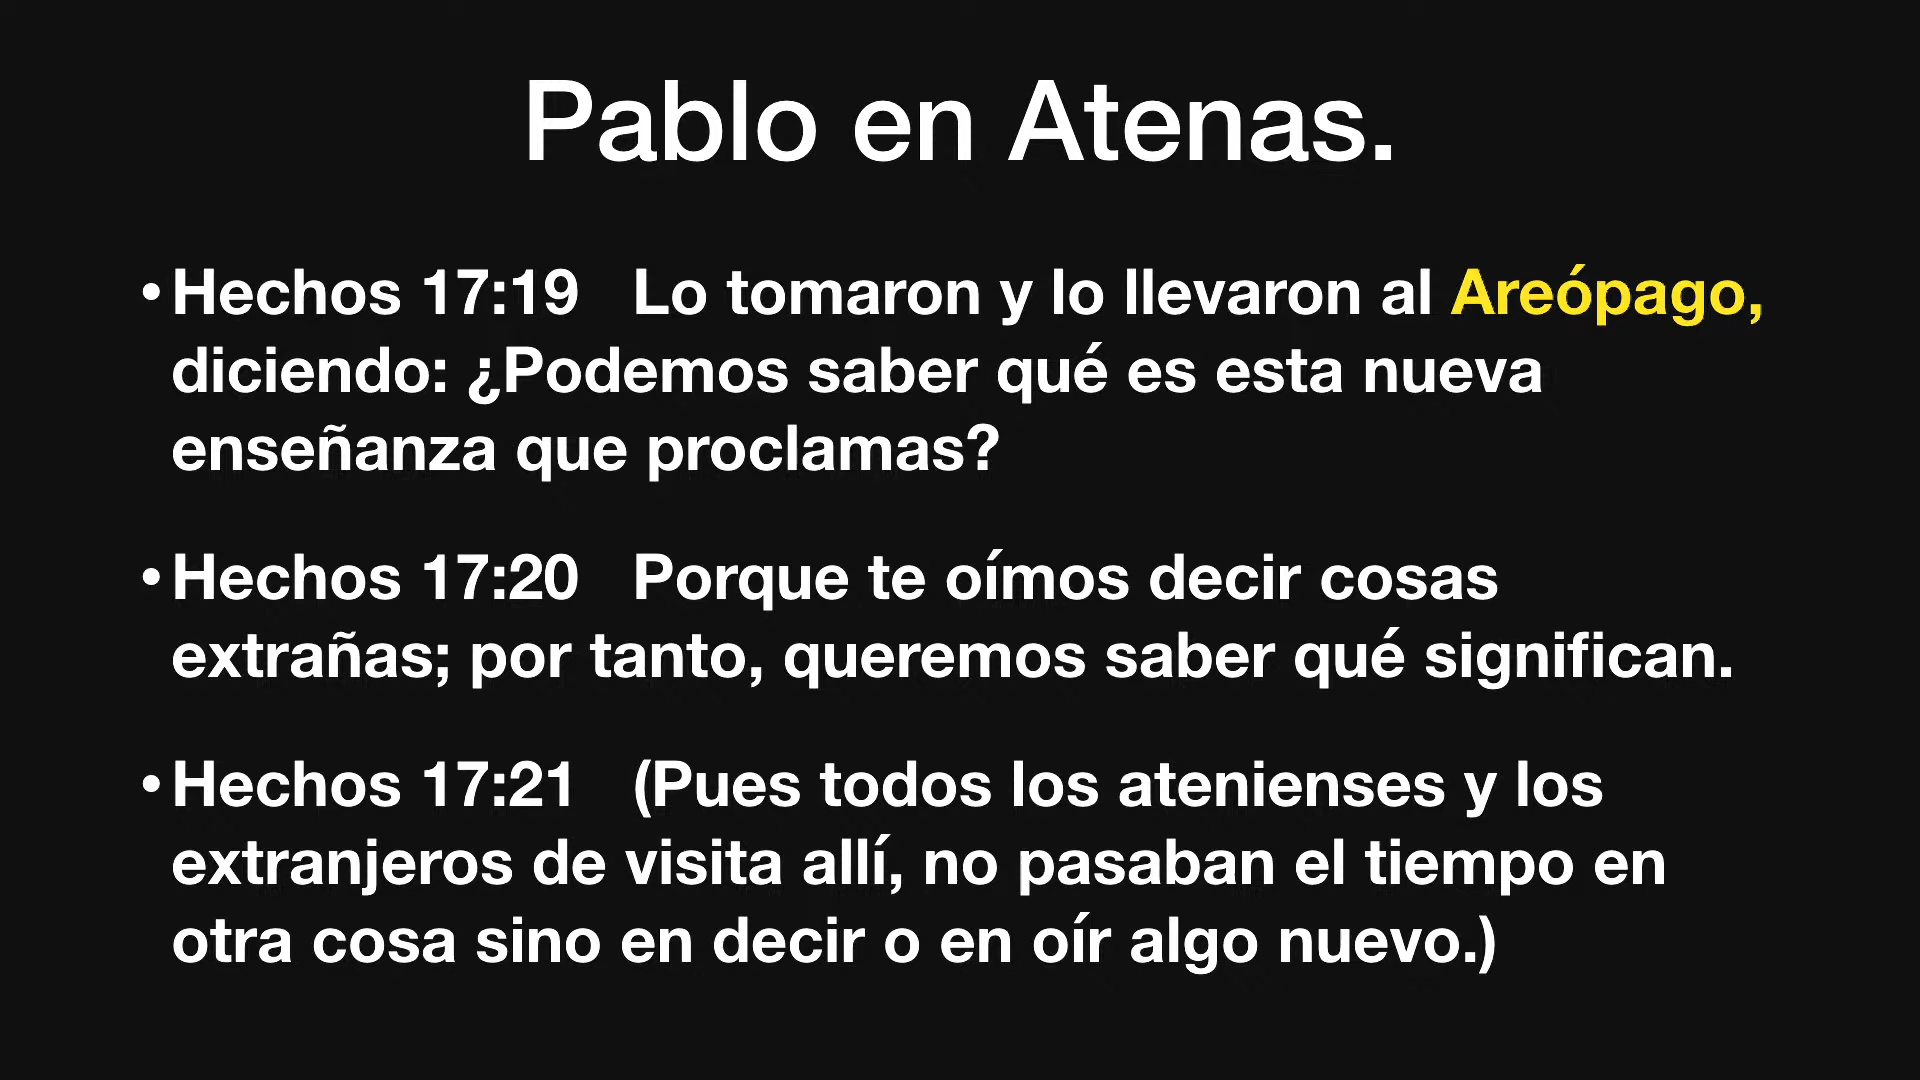 Pablo en Atenas.
• Hechos 17:19   Lo tomaron y lo llevaron al Areópago,
diciendo: ¿Podemos saber qué es esta nueva
enseñanza que proclamas?
• Hechos 17:20   Porque te oímos decir cosas
extrañas; por tanto, queremos saber qué significan.
• Hechos 17:21   (Pues todos los atenienses y los
extranjeros de visita allí, no pasaban el tiempo en
otra cosa sino en decir o en oír algo nuevo.)